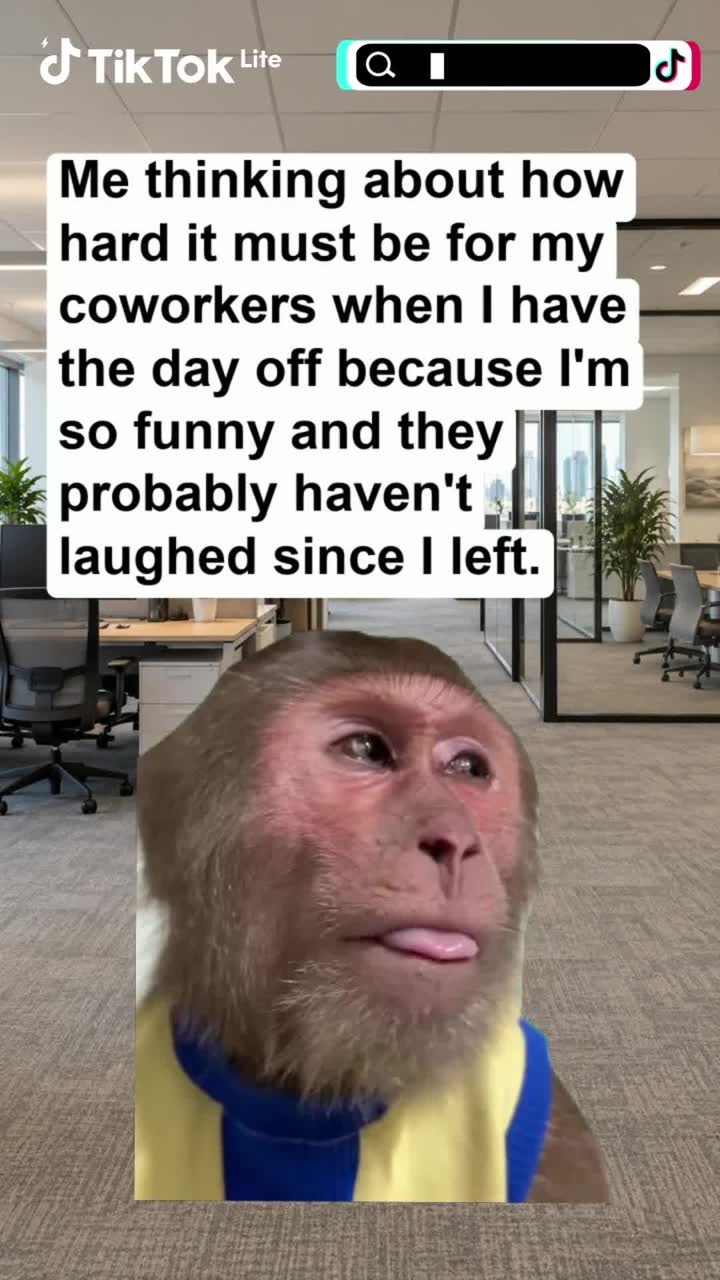 TikTok Lite
Me thinking about how
hard it must be for my
coworkers when I have
the day off because I'm
so funny and they
probably haven't
laughed since I left.